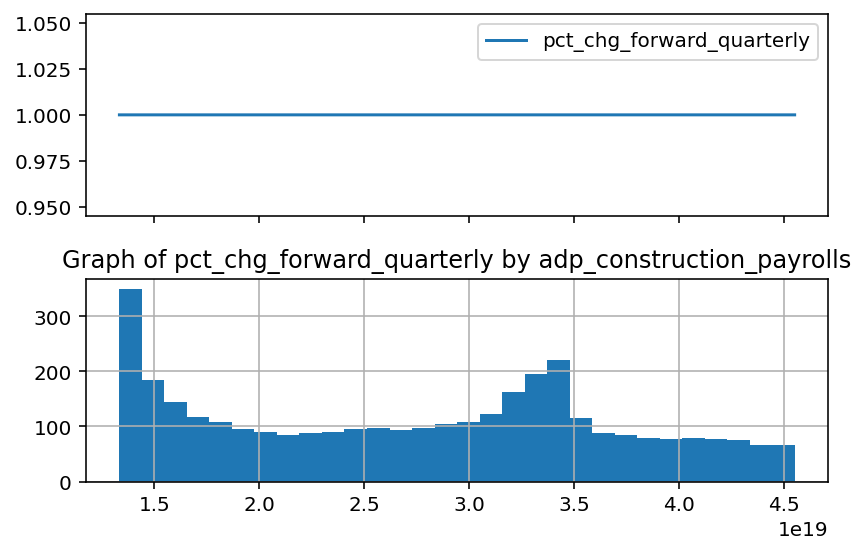 1.050
1.025
1.000
0.975
0.950
pct_chg_forward_quarterly
Graph of pct_chg_forward_quarterly by adp_construction_payrolls
300
200
100
0
1.5 2.0 2.5 3.0 3.5 4.0 4.5
1e19